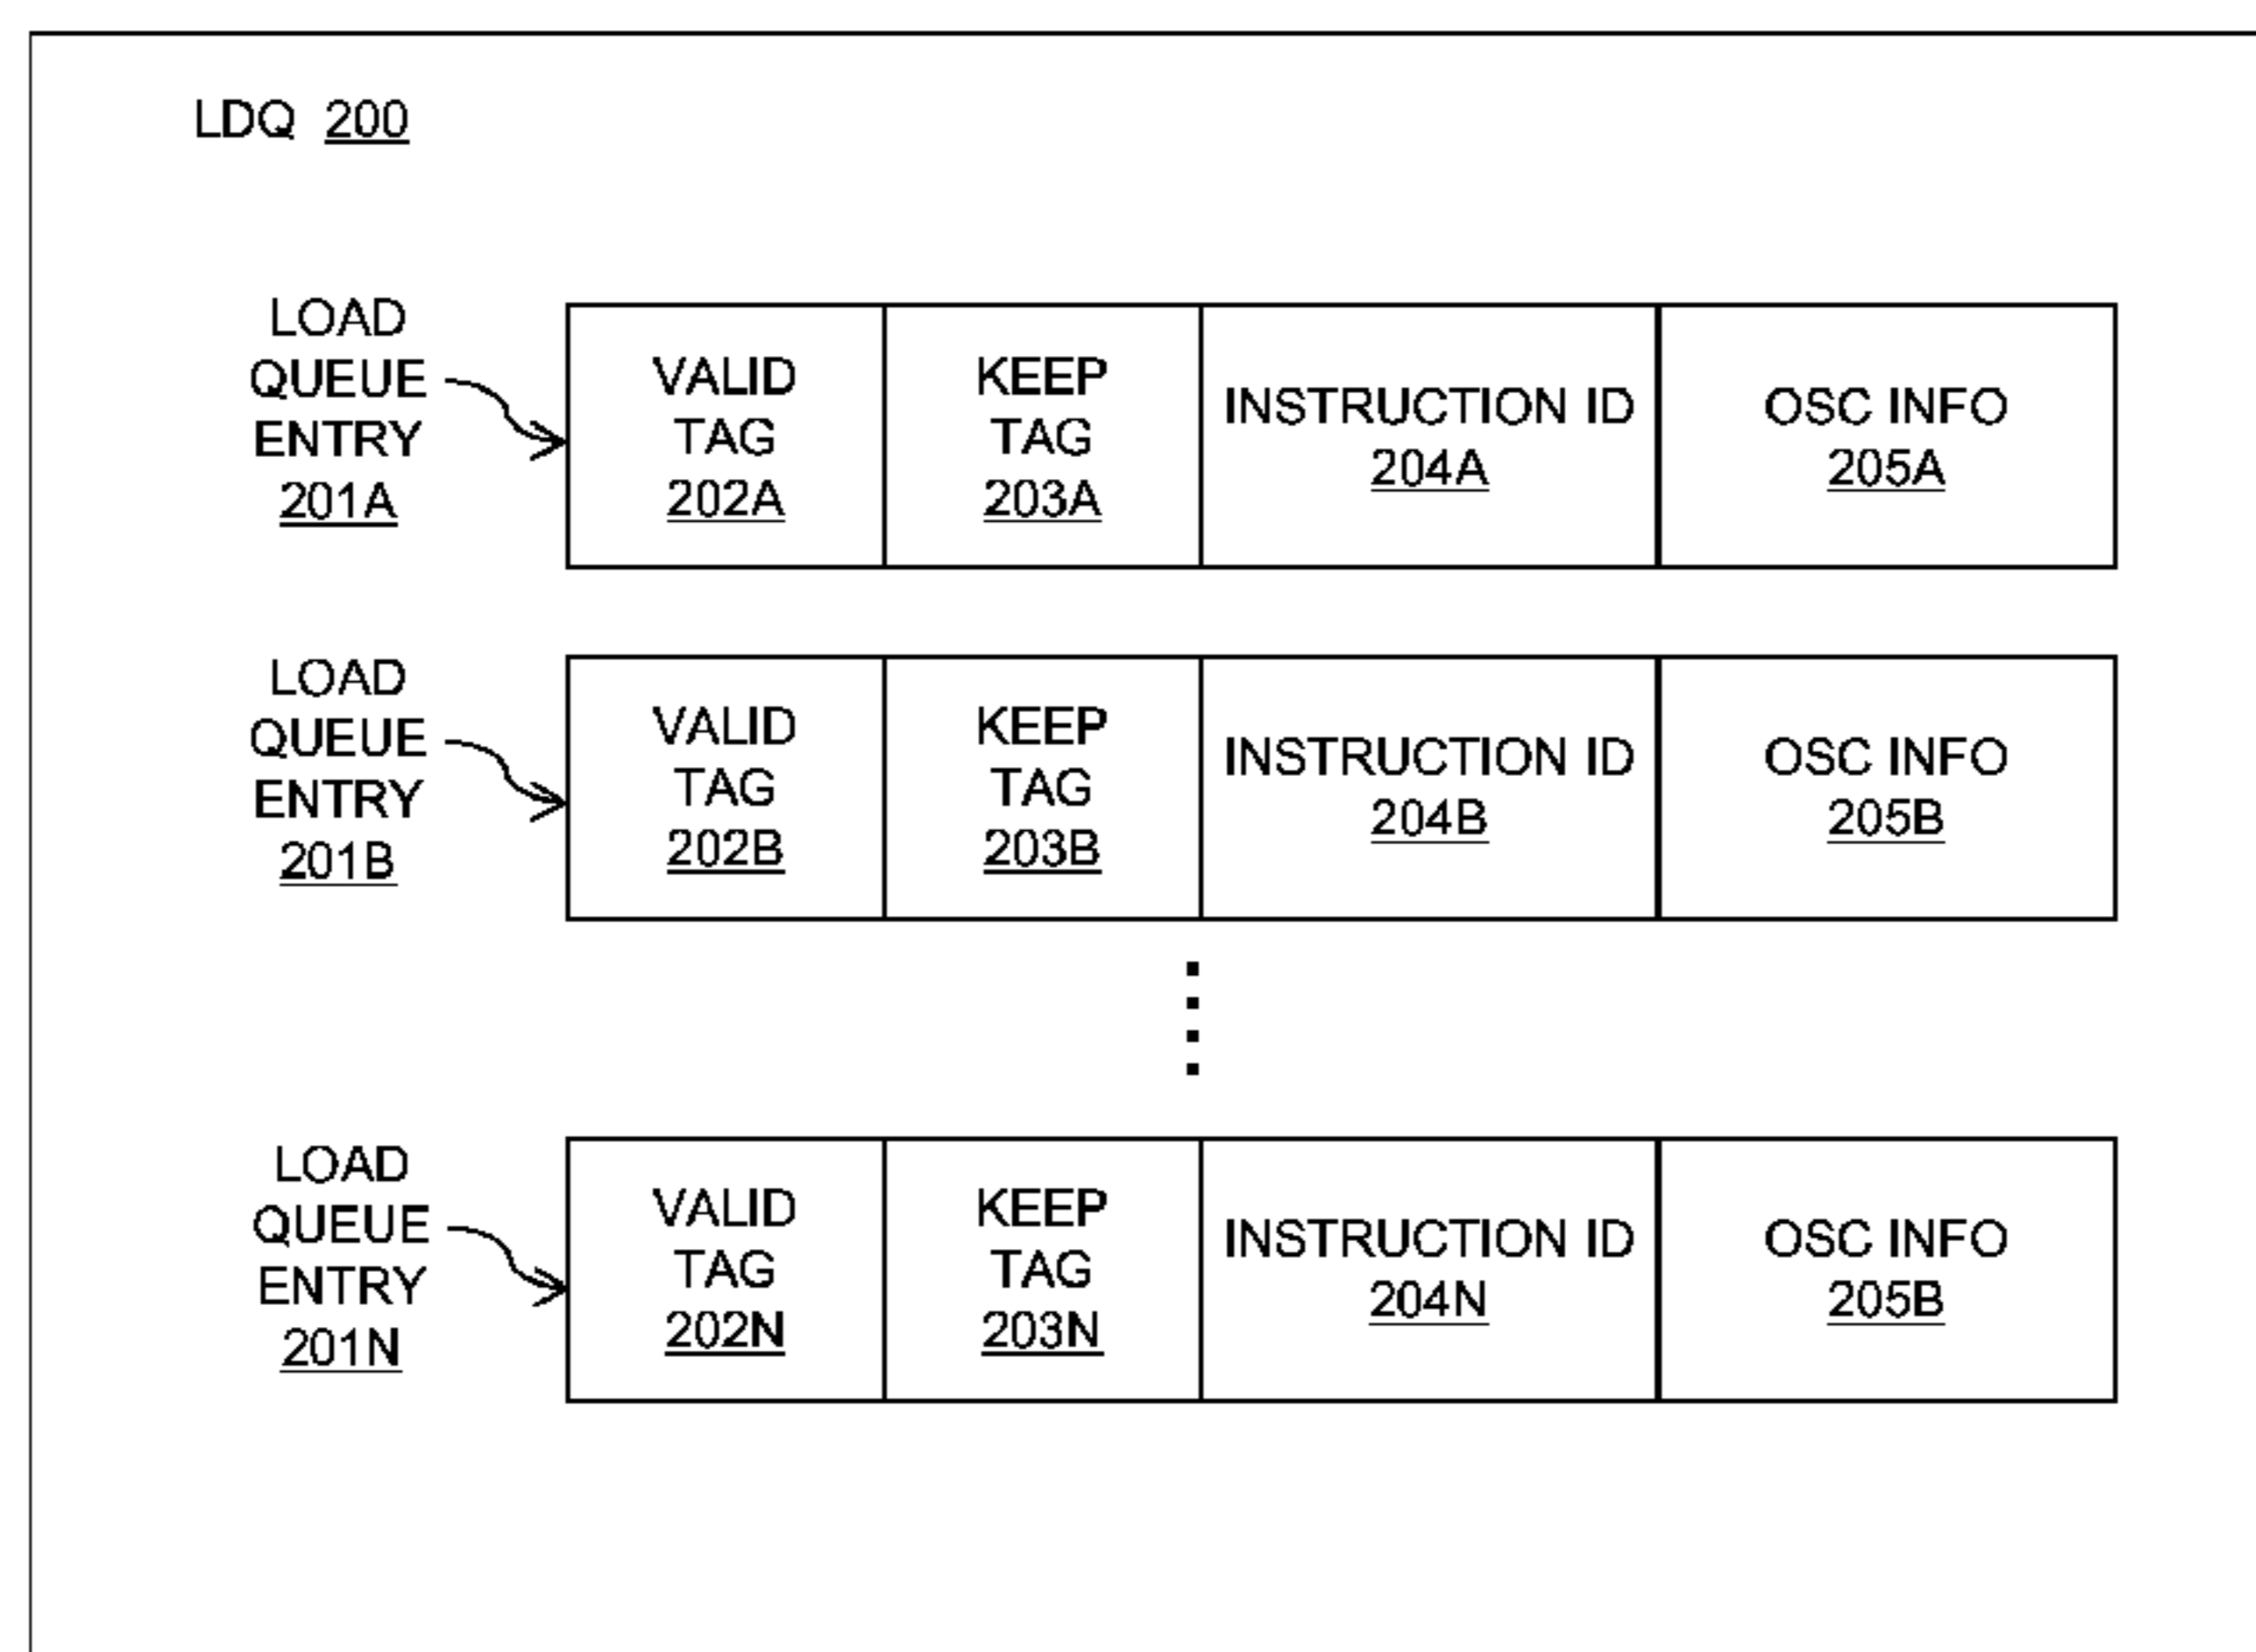 LDQ 200
LOAD
QUEUE
ENTRY
201A
VALID
TAG
202A
KEEP
TAG
203A
INSTRUCTION ID
204A
OSC INFO
205A
LOAD
QUEUE
ENTRY
201B
VALID
TAG
202B
KEEP
TAG
203B
INSTRUCTION ID
204B
OSC INFO
205B
LOAD
QUEUE
ENTRY
201N
VALID
TAG
202N
KEEP
TAG
203N
INSTRUCTION ID
204N
OSC INFO
205B